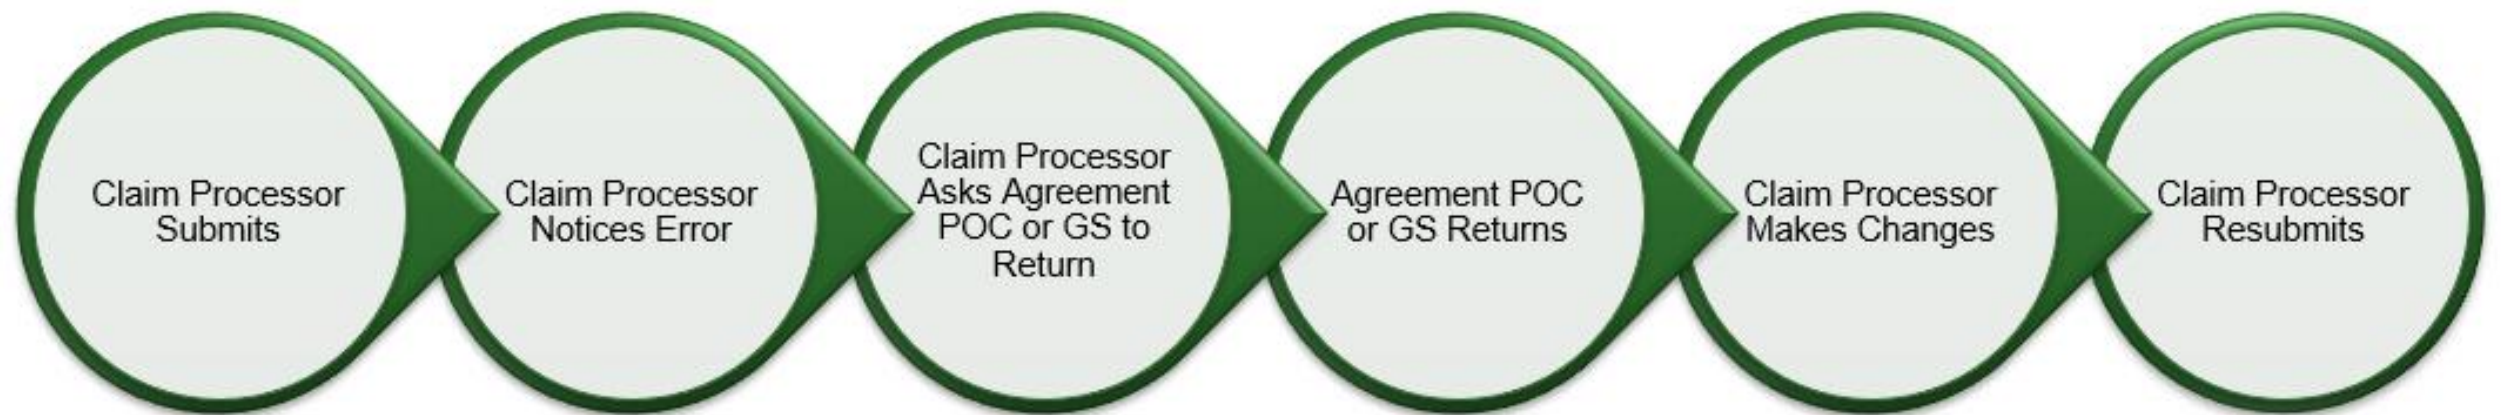 Claim Processor
Submits
Claim Processor
Notices Error
Claim Processor
Asks Agreement
POC or GS to
Return
Agreement POC
or GS Returns
Claim Processor
Makes Changes
Claim Processor
Resubmits